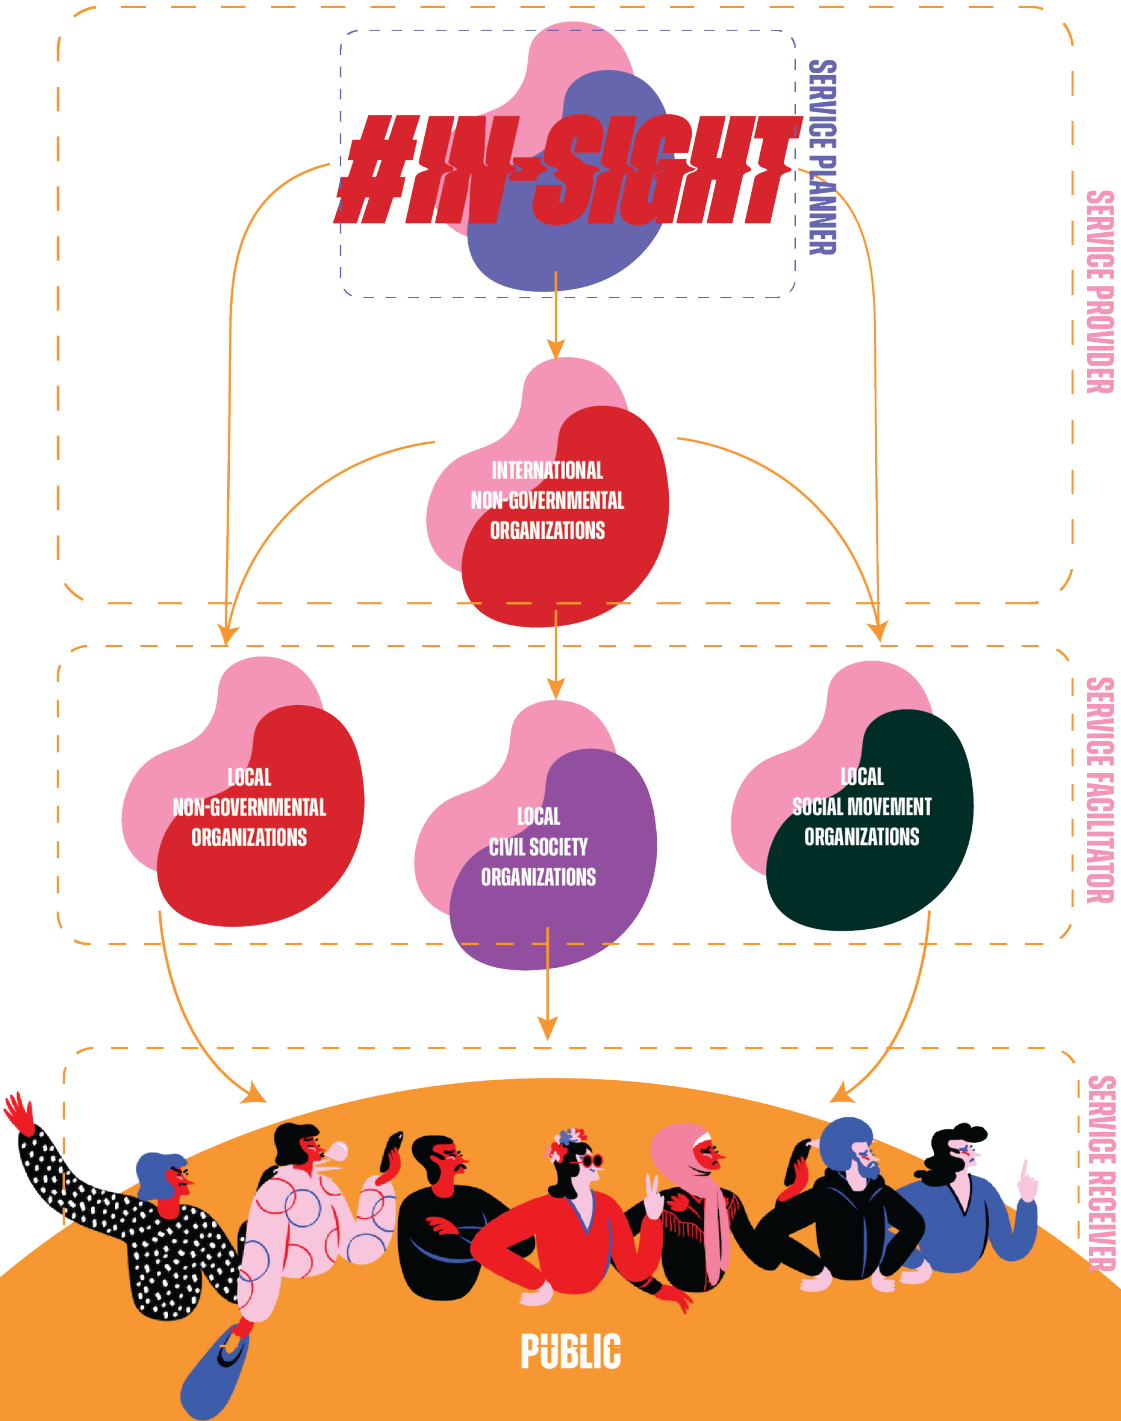 #IN-SIGHT
SERVICE PLANNER
SERVICE PROVIDER
INTERNATIONAL
NON-GOVERNMENTAL
ORGANIZATIONS
LOCAL
NON-GOVERNMENTAL
ORGANIZATIONS
LOCAL
CIVIL SOCIETY
ORGANIZATIONS
LOCAL
SOCIAL MOVEMENT
ORGANIZATIONS
SERVICE FACILITATOR
SERVICE RECEIVER
PUBLIC